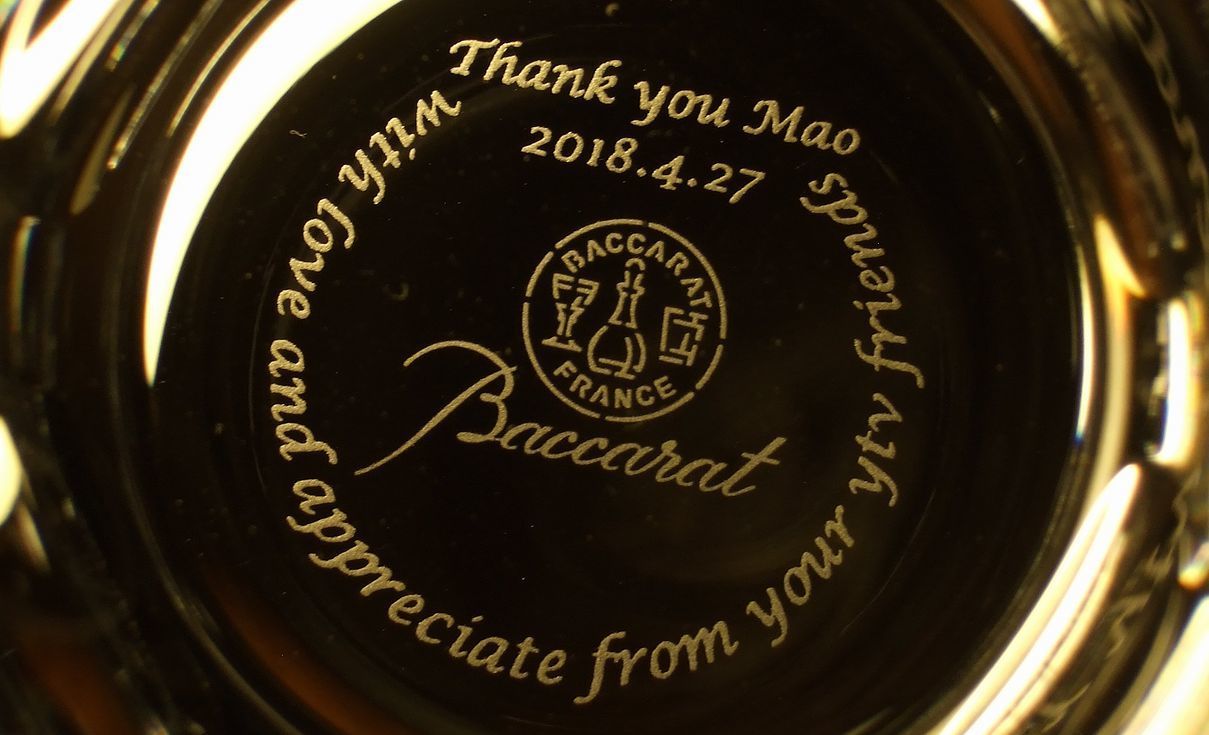 Thank you Mao
2018.4.27
with love and appreciate from your ytv friends
BACCARAT
FRANCE
Baccarat